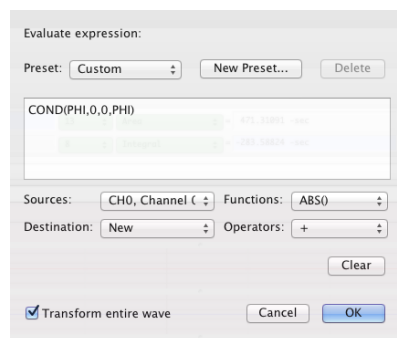 Evaluate expression:
Preset: Custom New Preset... Delete
COND(PHI,0,0,PHI)
Sources: CH0, Channel Functions: ABS()
Destination: New Operators: +
Clear
Transform entire wave Cancel OK